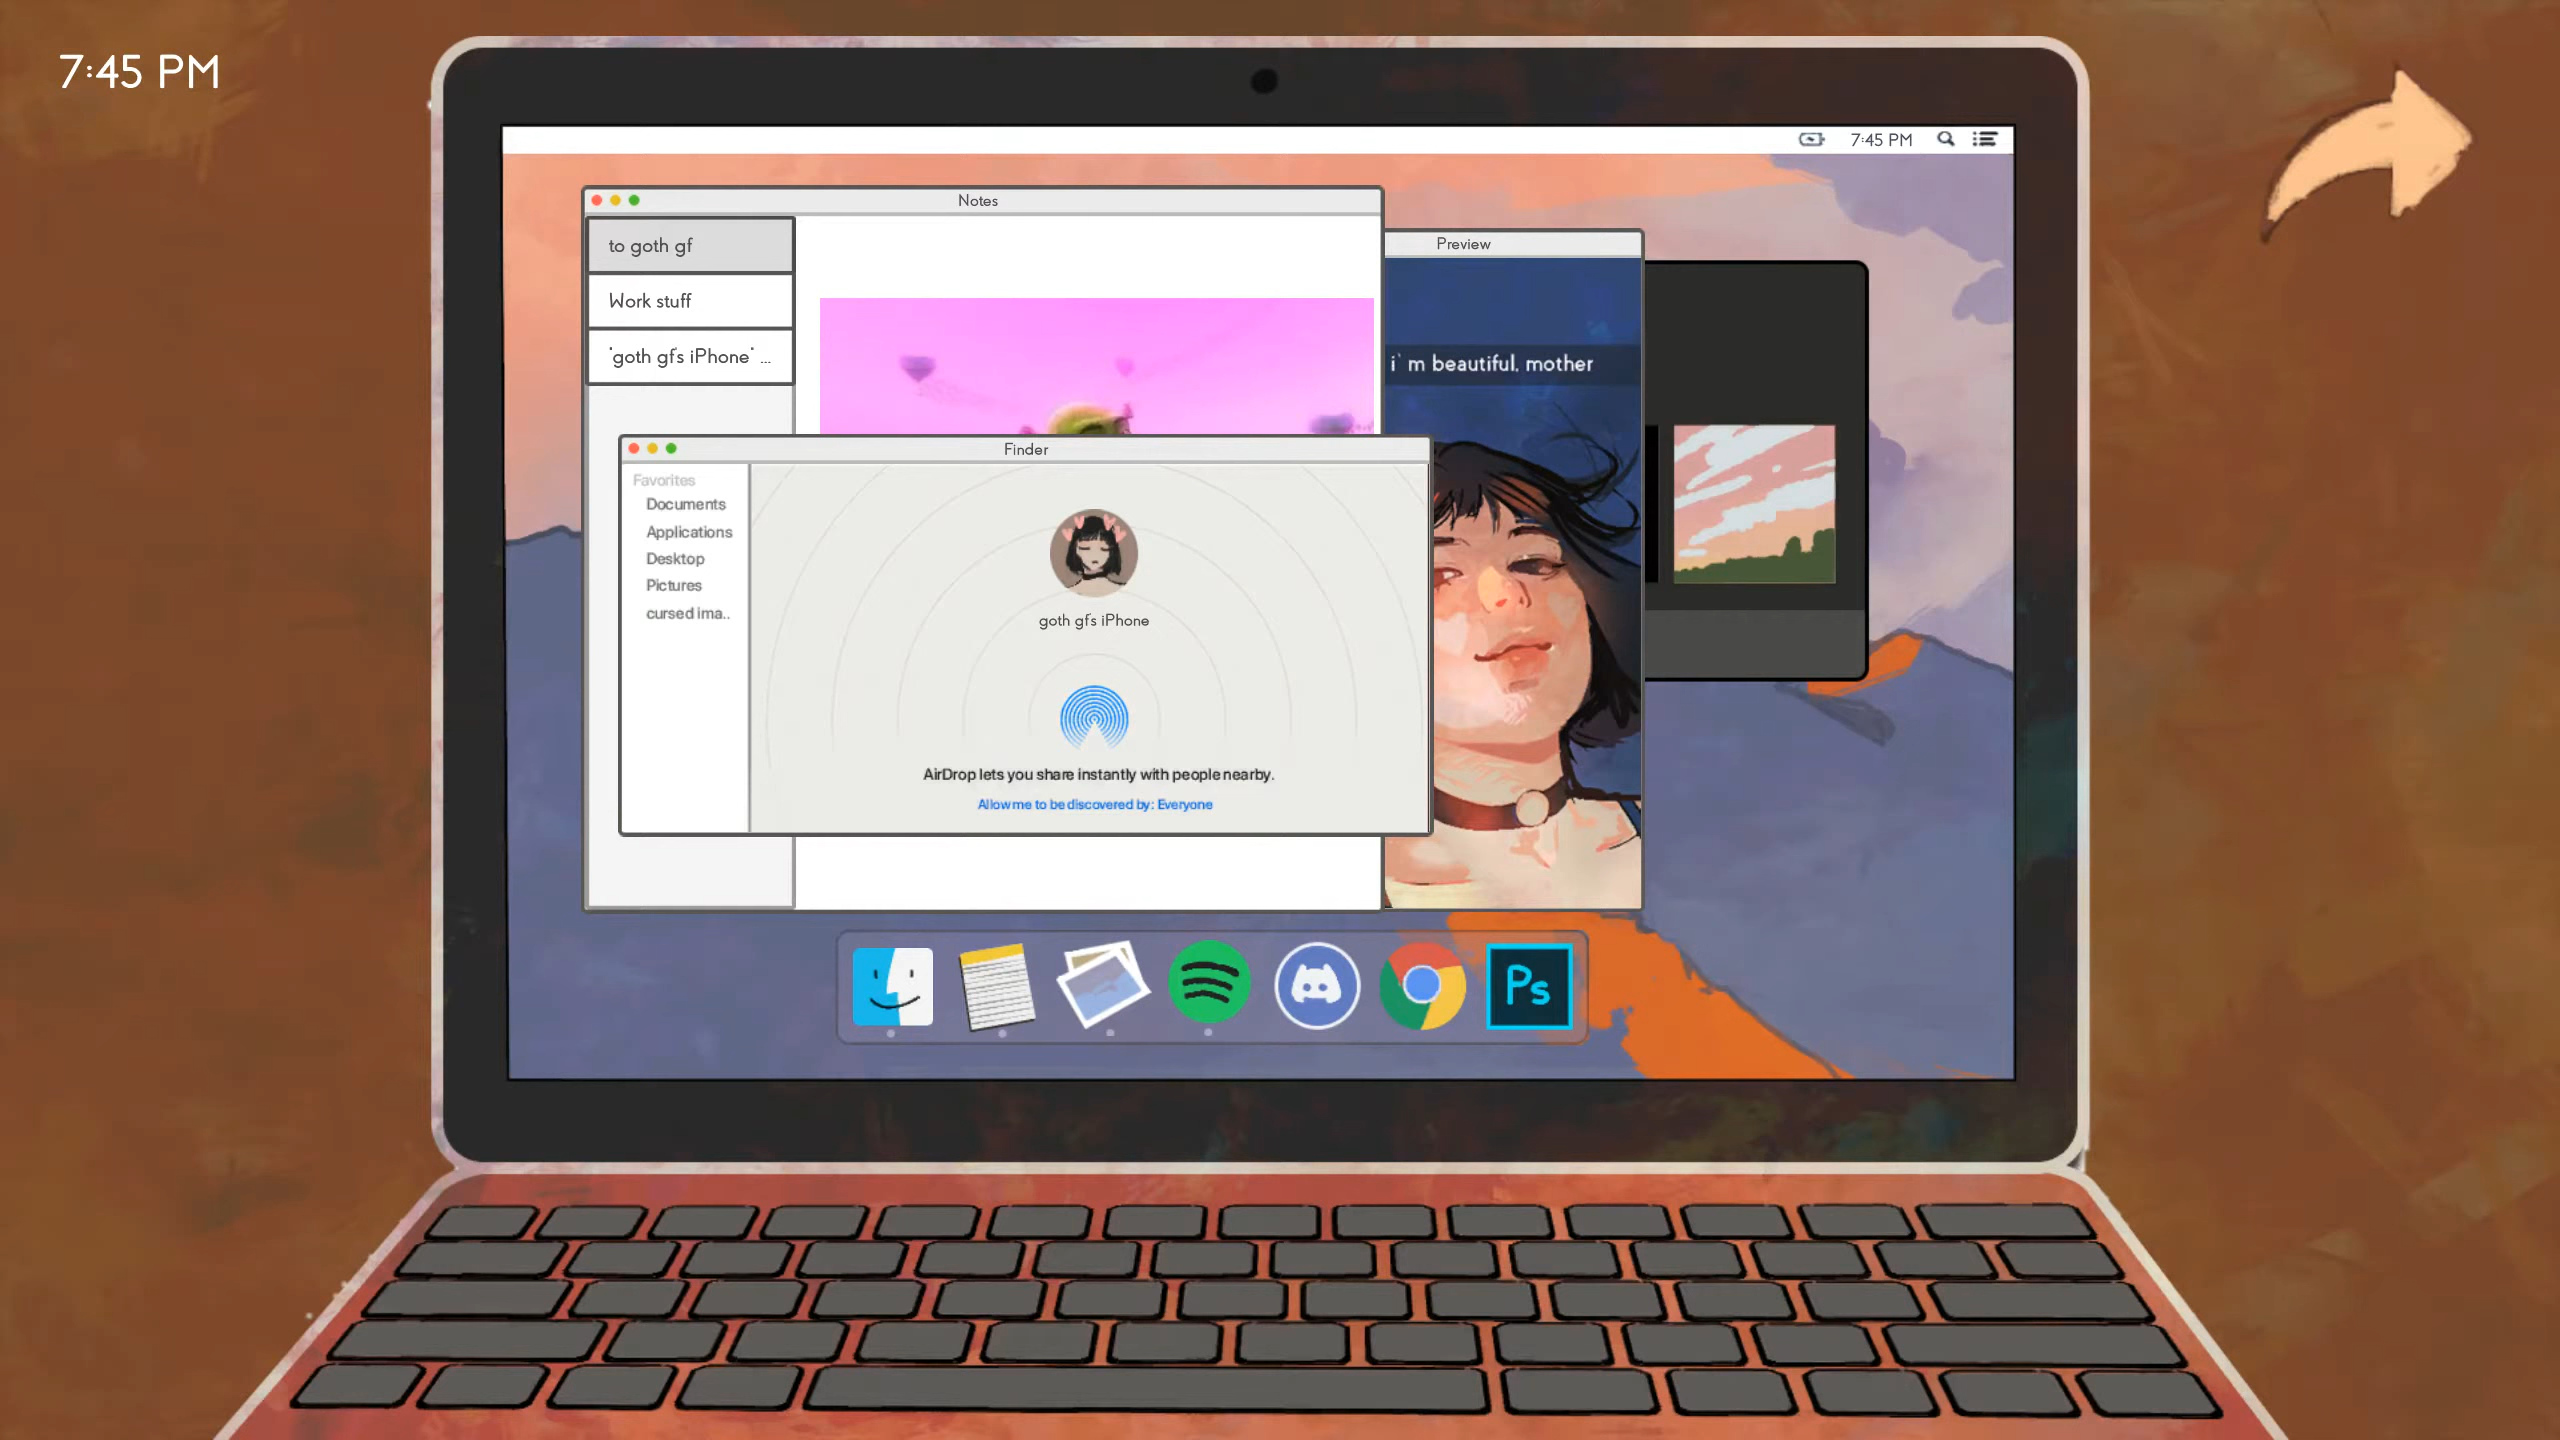 7:45 PM
7:45 PM
Notes
to goth gf
Work stuff
"goth gf's iPhone" ...
Preview
i`m beautiful, mother
Finder
Favorites
Documents
Applications
Desktop
Pictures
cursed ima..
goth gf's iPhone
AirDrop lets you share instantly with people nearby.
Allow me to be discovered by: Everyone
Ps